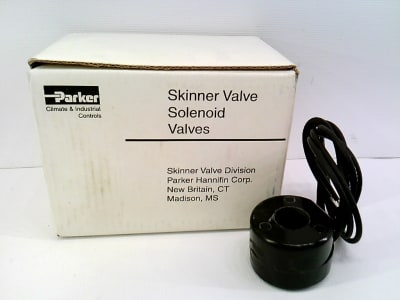 Parker
Climate & Industrial
Controls
Skinner Valve
Solenoid
Valves
Skinner Valve Division
Parker Hannifin Corp.
New Britain, CT
Madison, MS